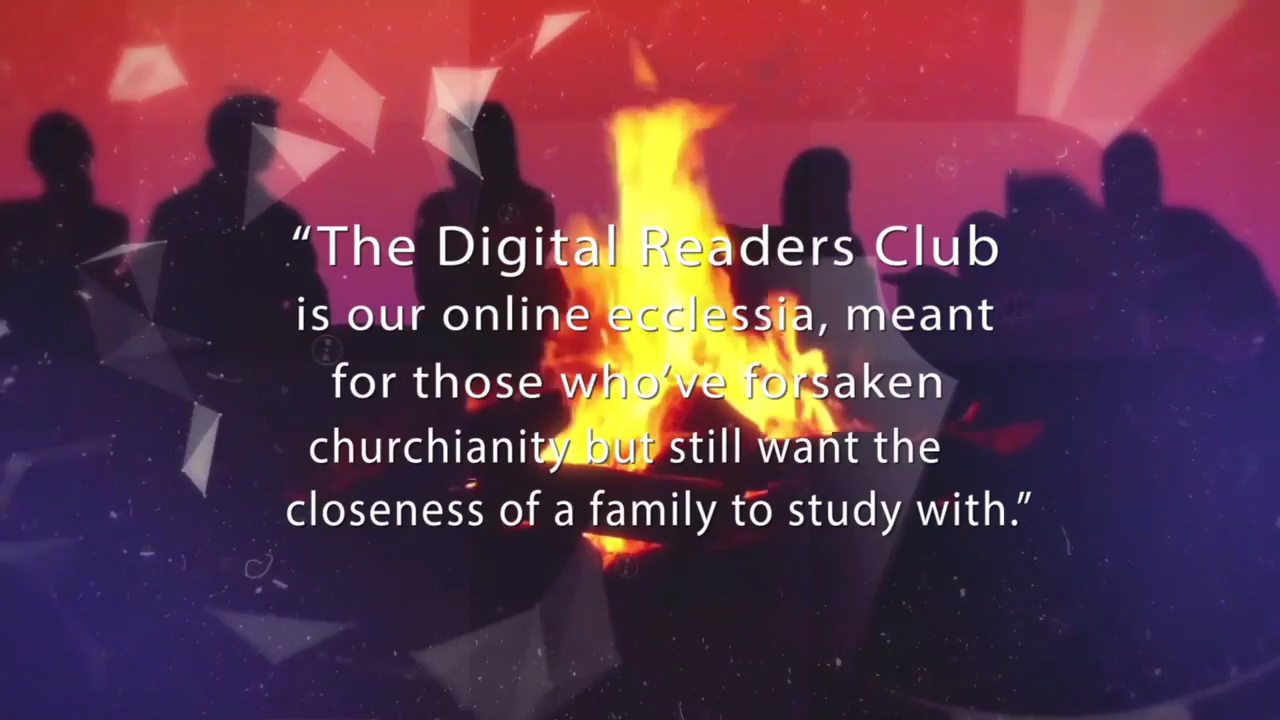 “The Digital Readers Club
is our online ecclessia, meant
for those who’ve forsaken
churchianity but still want the
closeness of a family to study with.”